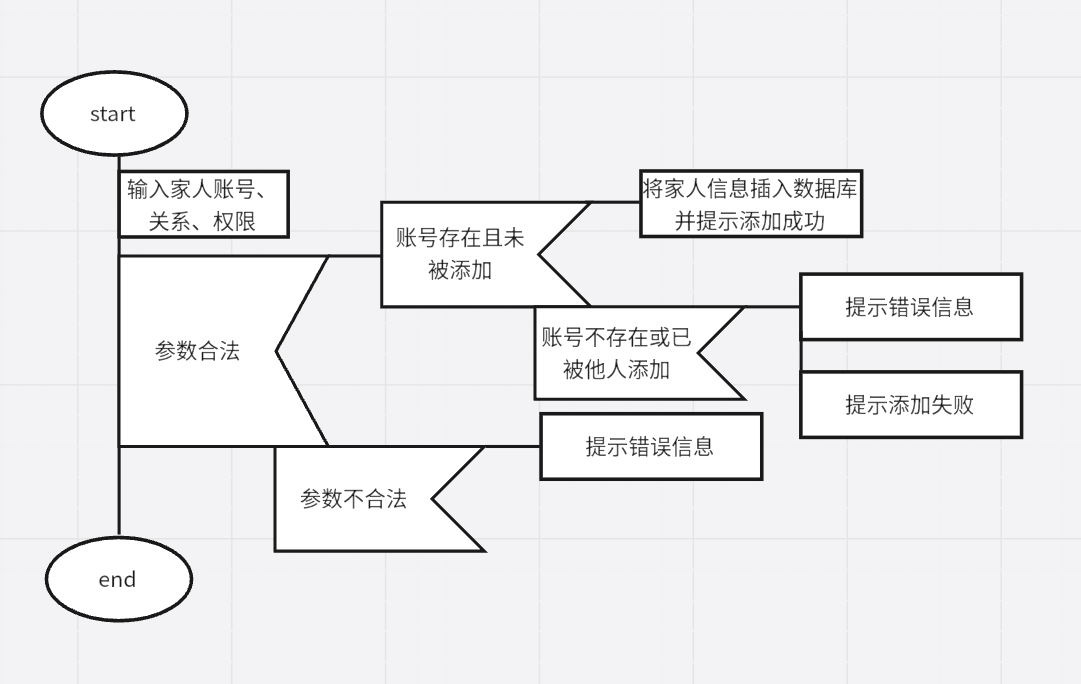 start
输入家人账号、
关系、权限
将家人信息插入数据库
并提示添加成功
账号存在且未
被添加
提示错误信息
账号不存在或已
被他人添加
参数合法
提示添加失败
提示错误信息
参数不合法
end